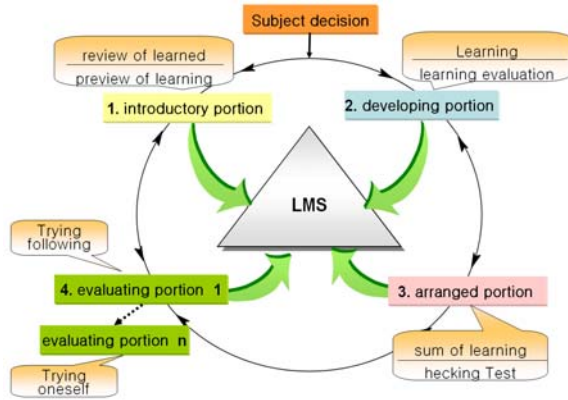 Subject decision
review of learned
preview of learning
Learning
learning evaluation
1. introductory portion
2. developing portion
LMS
Trying
following
4. evaluating portion 1
3. arranged portion
evaluating portion n
sum of learning
hecking Test
Trying
oneself